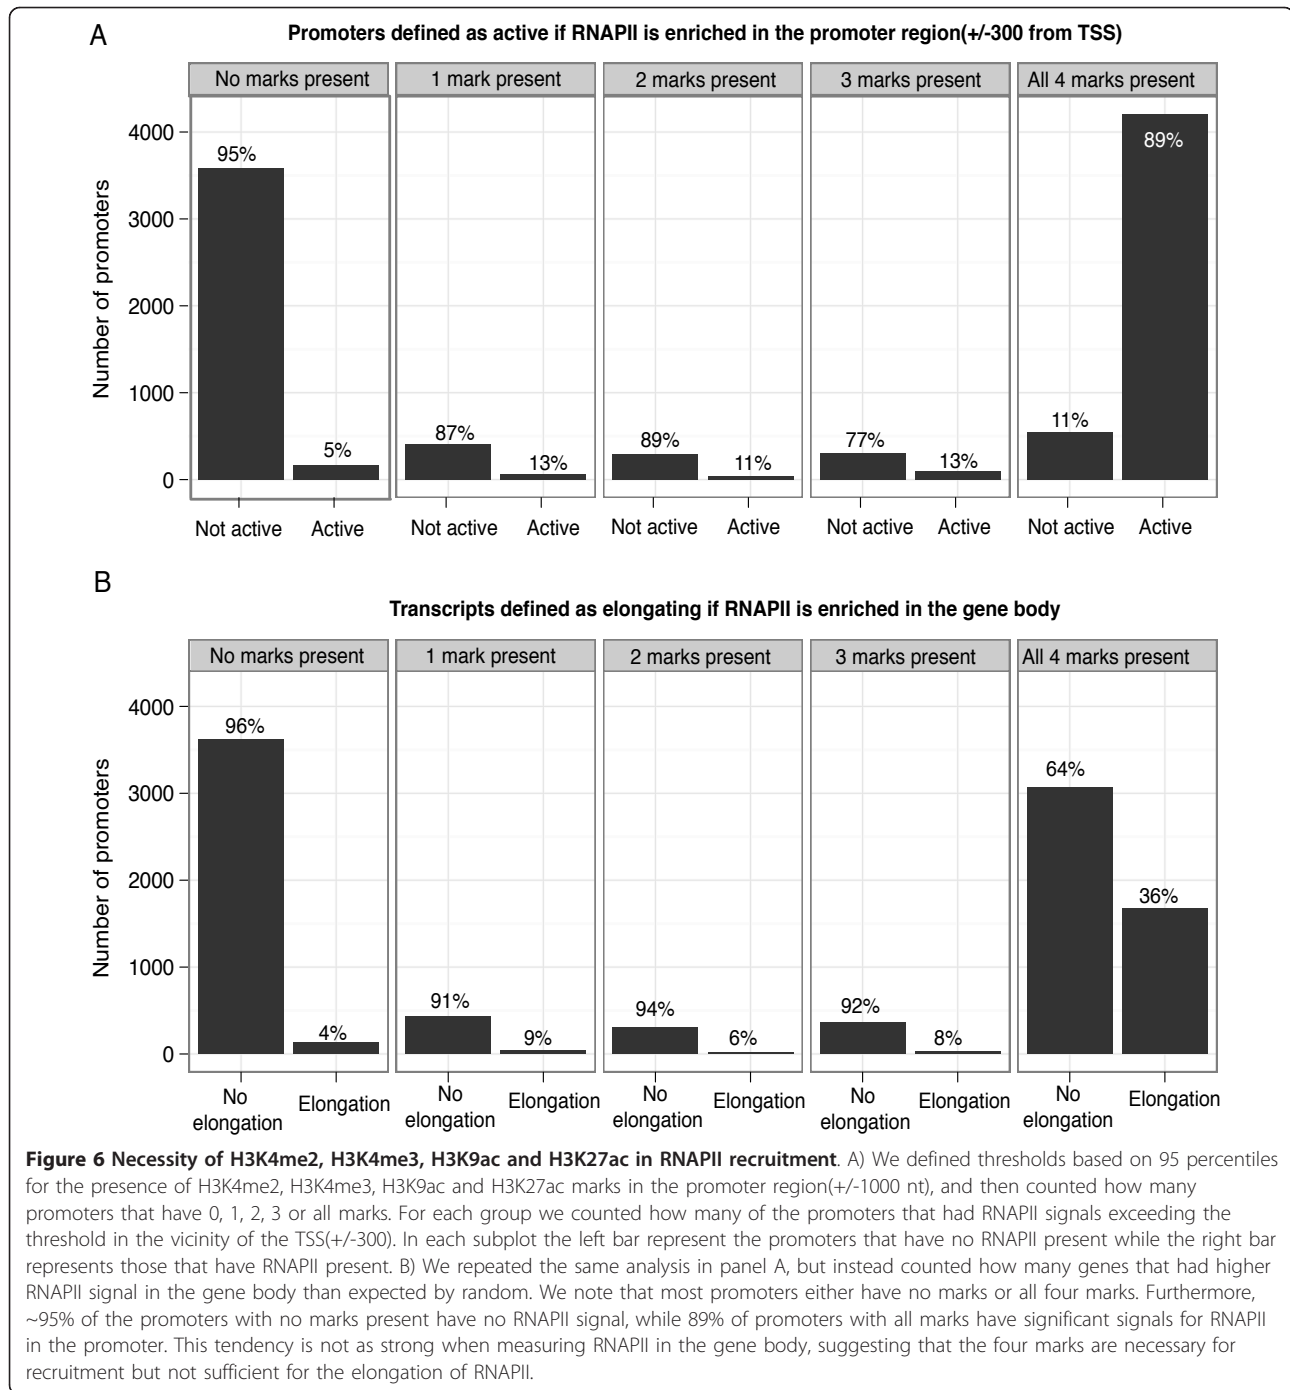 A
Promoters defined as active if RNAPII is enriched in the promoter region(+/-300 from TSS)
No marks present
1 mark present
2 marks present
3 marks present
All 4 marks present
Number of promoters
4000
3000
2000
1000
0
95%
5%
87%
13%
89%
11%
77%
13%
11%
89%
Not active
Active
Not active
Active
Not active
Active
Not active
Active
Not active
Active
B
Transcripts defined as elongating if RNAPII is enriched in the gene body
No marks present
1 mark present
2 marks present
3 marks present
All 4 marks present
Number of promoters
4000
3000
2000
1000
0
96%
4%
91%
9%
94%
6%
92%
8%
64%
36%
No
elongation
Elongation
No
elongation
Elongation
No
elongation
Elongation
No
elongation
Elongation
No
elongation
Elongation
Figure 6 Necessity of H3K4me2, H3K4me3, H3K9ac and H3K27ac in RNAPII recruitment. A) We defined thresholds based on 95 percentiles
for the presence of H3K4me2, H3K4me3, H3K9ac and H3K27ac marks in the promoter region(+/-1000 nt), and then counted how many
promoters that have 0, 1, 2, 3 or all marks. For each group we counted how many of the promoters that had RNAPII signals exceeding the
threshold in the vicinity of the TSS(+/-300). In each subplot the left bar represent the promoters that have no RNAPII present while the right bar
represents those that have RNAPII present. B) We repeated the same analysis in panel A, but instead counted how many genes that had higher
RNAPII signal in the gene body than expected by random. We note that most promoters either have no marks or all four marks. Furthermore,
~95% of the promoters with no marks present have no RNAPII signal, while 89% of promoters with all marks have significant signals for RNAPII
in the promoter. This tendency is not as strong when measuring RNAPII in the gene body, suggesting that the four marks are necessary for
recruitment but not sufficient for the elongation of RNAPII.